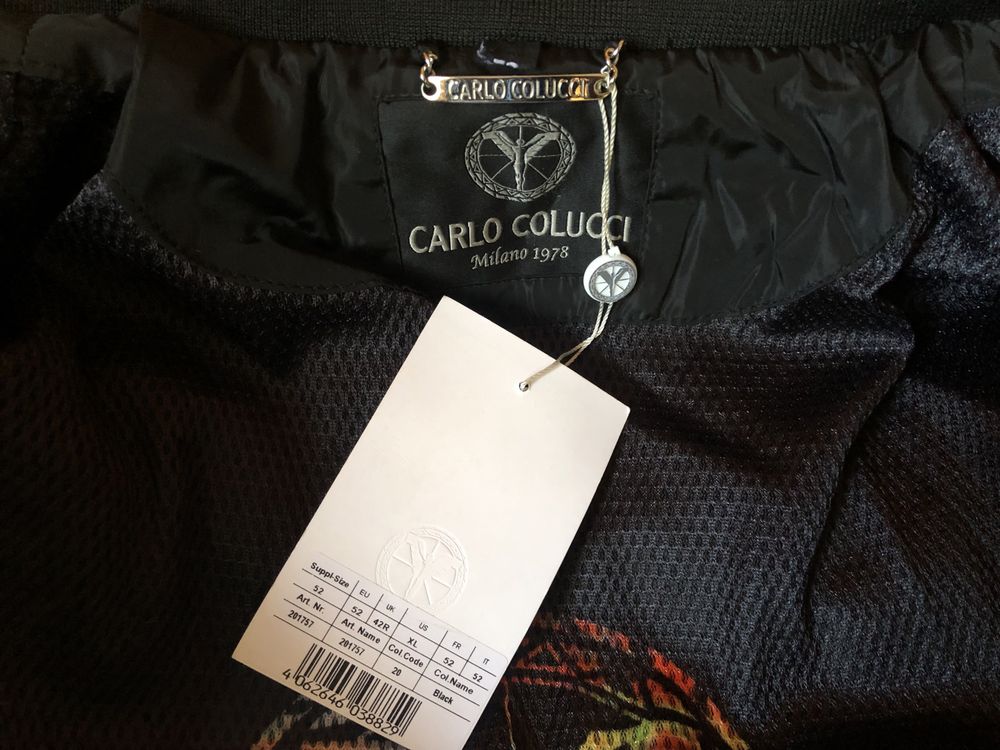 CARLO COLUCCI
CARLO COLUCCI
Milano 1978
Suppl-Size EU UK US FR IT
52 52 42R XL 52 52
Art. Nr. Art. Name Col.Code Col.Name
201757 201757 20 Black
4 062646 038829